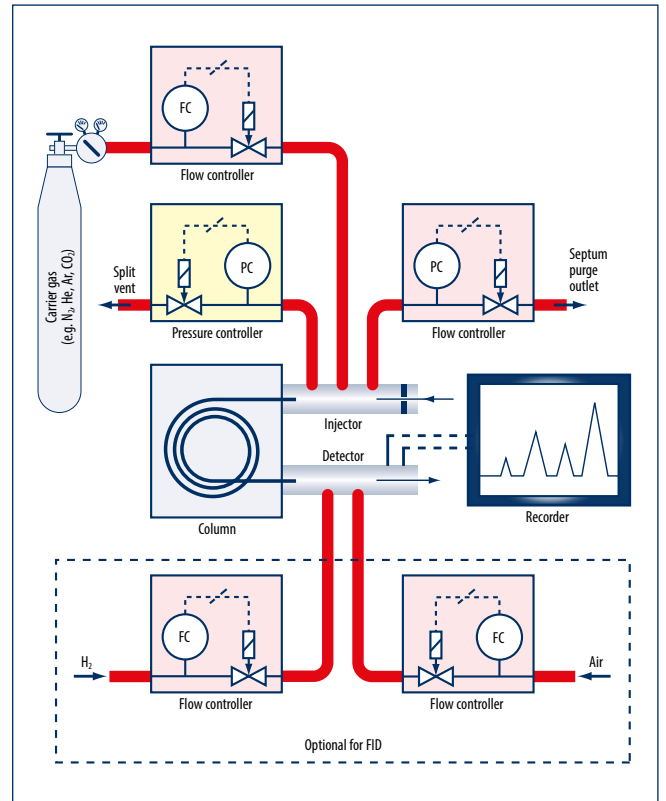 FC
Flow controller
Carrier gas
(e.g. N₂, He, Ar, CO₂)
Split
vent
PC
Pressure controller
PC
Flow controller
Septum
purge
outlet
Injector
Detector
Column
Recorder
FC
H₂
Flow controller
FC
Air
Flow controller
Optional for FID